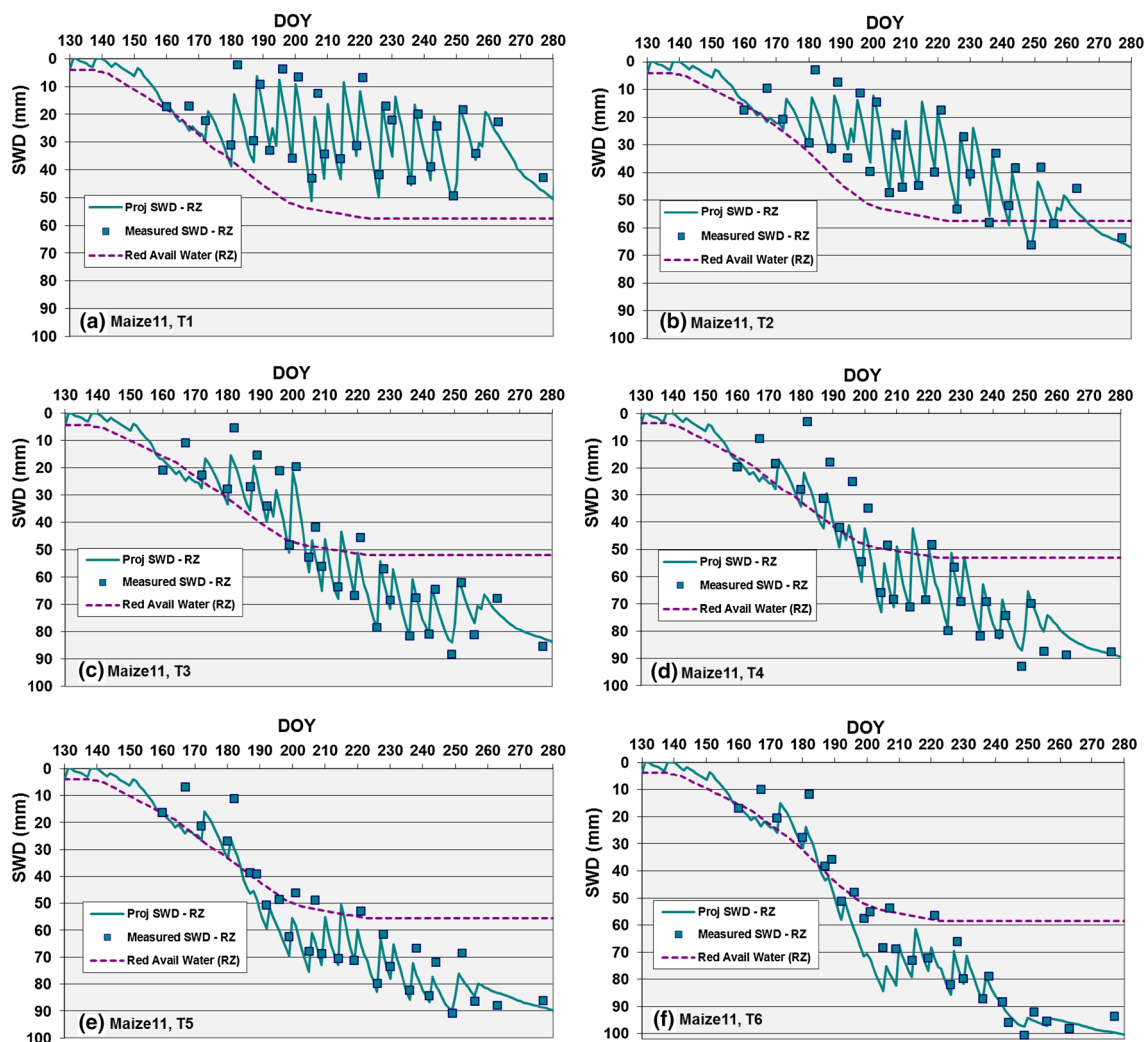 DOY
130 140 150 160 170 180 190 200 210 220 230 240 250 260 270 280
0
10
20
30
40
50
60
70
80
90
100
SWD (mm)
Proj SWD - RZ
Measured SWD - RZ
Red Avail Water (RZ)
(a) Maize11, T1
DOY
130 140 150 160 170 180 190 200 210 220 230 240 250 260 270 280
0
10
20
30
40
50
60
70
80
90
100
SWD (mm)
Proj SWD - RZ
Measured SWD - RZ
Red Avail Water (RZ)
(b) Maize11, T2
DOY
130 140 150 160 170 180 190 200 210 220 230 240 250 260 270 280
0
10
20
30
40
50
60
70
80
90
100
SWD (mm)
Proj SWD - RZ
Measured SWD - RZ
Red Avail Water (RZ)
(c) Maize11, T3
DOY
130 140 150 160 170 180 190 200 210 220 230 240 250 260 270 280
0
10
20
30
40
50
60
70
80
90
100
SWD (mm)
Proj SWD - RZ
Measured SWD - RZ
Red Avail Water (RZ)
(d) Maize11, T4
DOY
130 140 150 160 170 180 190 200 210 220 230 240 250 260 270 280
0
10
20
30
40
50
60
70
80
90
100
SWD (mm)
Proj SWD - RZ
Measured SWD - RZ
Red Avail Water (RZ)
(e) Maize11, T5
DOY
130 140 150 160 170 180 190 200 210 220 230 240 250 260 270 280
0
10
20
30
40
50
60
70
80
90
100
SWD (mm)
Proj SWD - RZ
Measured SWD - RZ
Red Avail Water (RZ)
(f) Maize11, T6